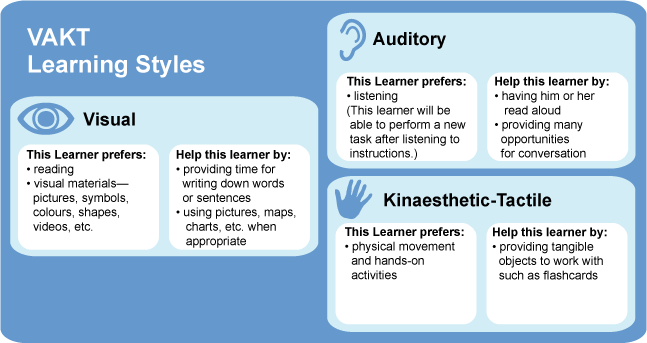 VAKT
Learning Styles
Visual
This Learner prefers:
• reading
• visual materials—
pictures, symbols,
colours, shapes,
videos, etc.
Help this learner by:
• providing time for
writing down words
or sentences
• using pictures, maps,
charts, etc. when
appropriate
Auditory
This Learner prefers:
• listening
(This learner will be
able to perform a new
task after listening to
instructions.)
Help this learner by:
• having him or her
read aloud
• providing many
opportunities
for conversation
Kinaesthetic-Tactile
This Learner prefers:
• physical movement
and hands-on
activities
Help this learner by:
• providing tangible
objects to work with
such as flashcards